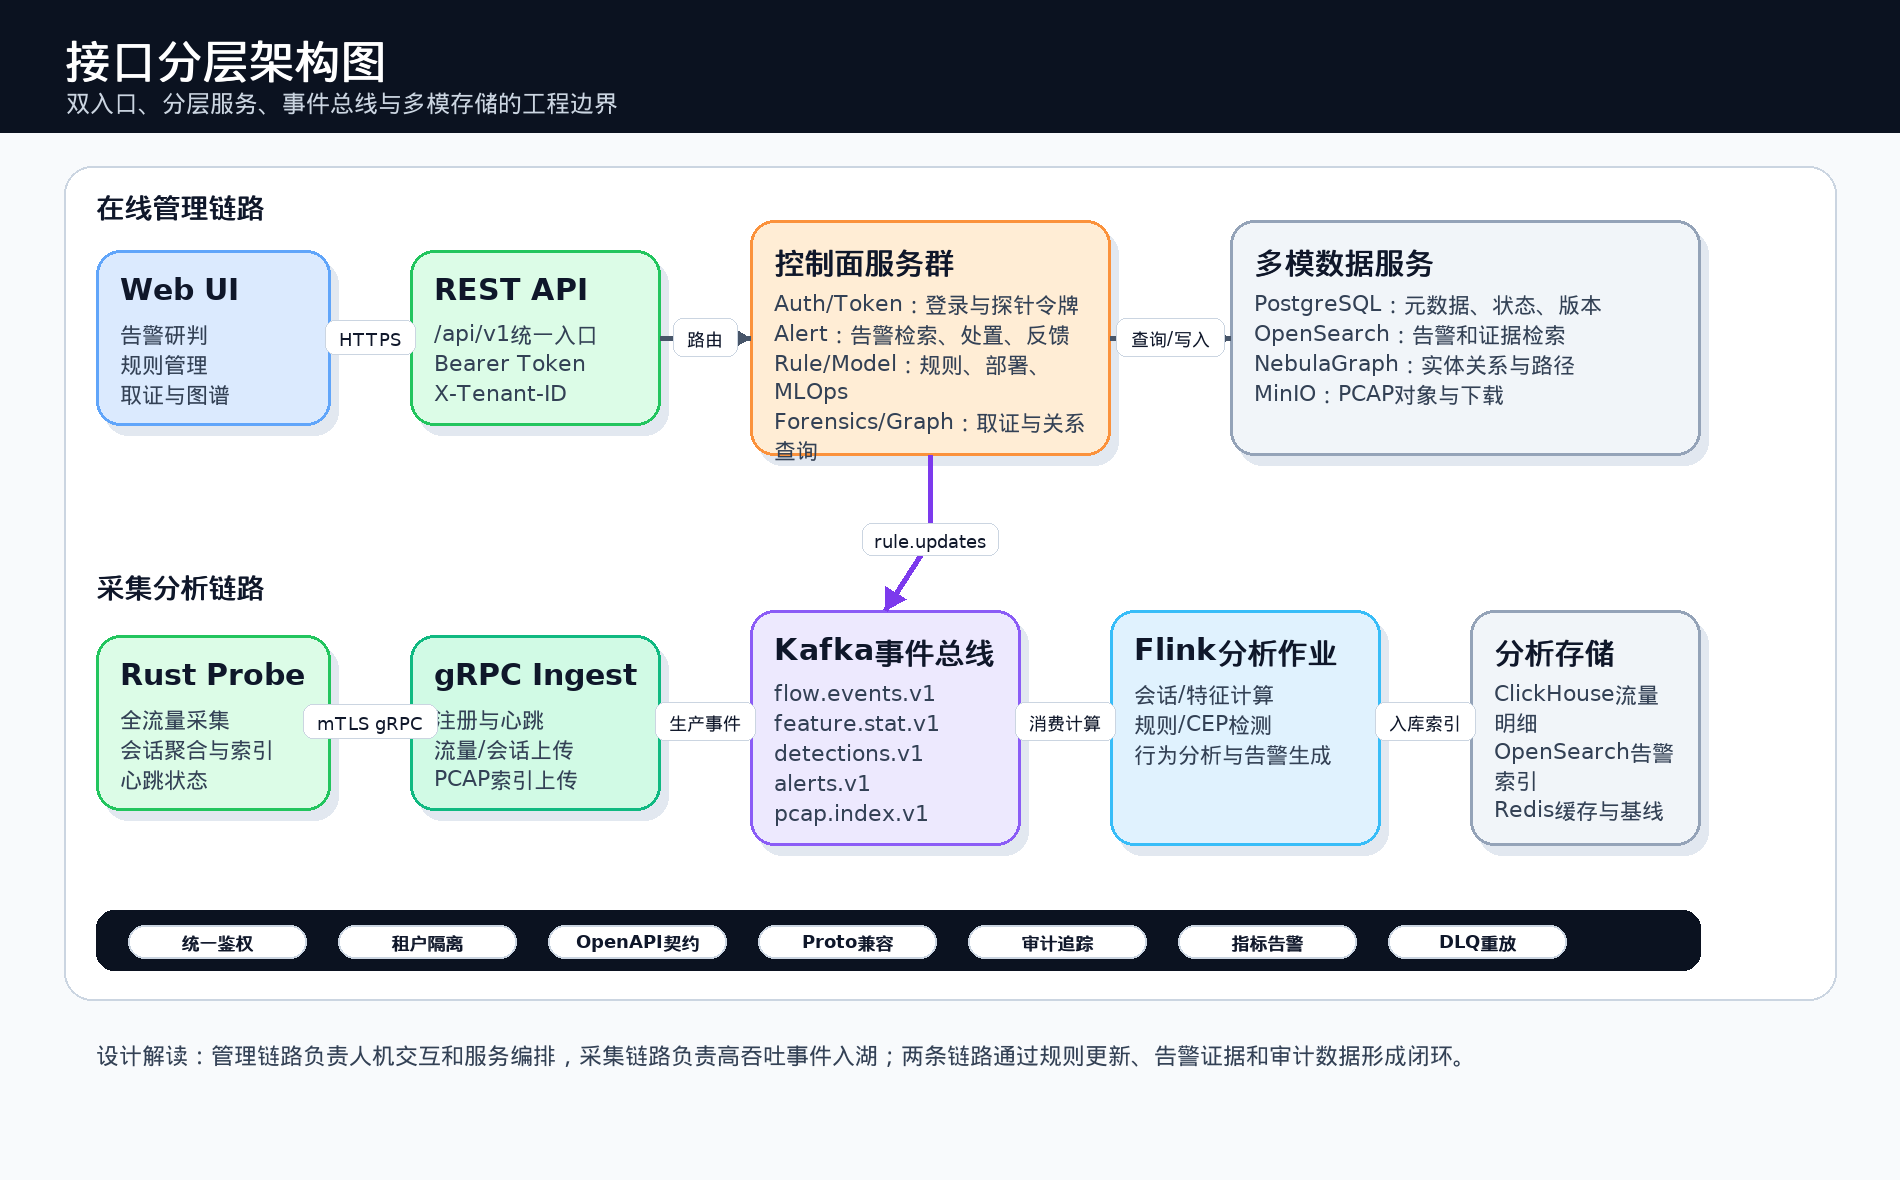 接口分层架构图
双入口、分层服务、事件总线与多模存储的工程边界
在线管理链路
Web UI
告警研判
规则管理
取证与图谱
HTTPS
REST API
/api/v1统一入口
Bearer Token
X-Tenant-ID
路由
控制面服务群
Auth/Token：登录与探针令牌
Alert：告警检索、处置、反馈
Rule/Model：规则、部署、
MLOps
Forensics/Graph：取证与关系
查询
查询/写入
多模数据服务
PostgreSQL：元数据、状态、版本
OpenSearch：告警和证据检索
NebulaGraph：实体关系与路径
MinIO：PCAP对象与下载
rule.updates
采集分析链路
Rust Probe
全流量采集
会话聚合与索引
心跳状态
mTLS gRPC
gRPC Ingest
注册与心跳
流量/会话上传
PCAP索引上传
生产事件
Kafka事件总线
flow.events.v1
feature.stat.v1
detections.v1
alerts.v1
pcap.index.v1
消费计算
Flink分析作业
会话/特征计算
规则/CEP检测
行为分析与告警生成
入库索引
分析存储
ClickHouse流量
明细
OpenSearch告警
索引
Redis缓存与基线
统一鉴权
租户隔离
OpenAPI契约
Proto兼容
审计追踪
指标告警
DLQ重放
设计解读：管理链路负责人机交互和服务编排，采集链路负责高吞吐事件入湖；两条链路通过规则更新、告警证据和审计数据形成闭环。